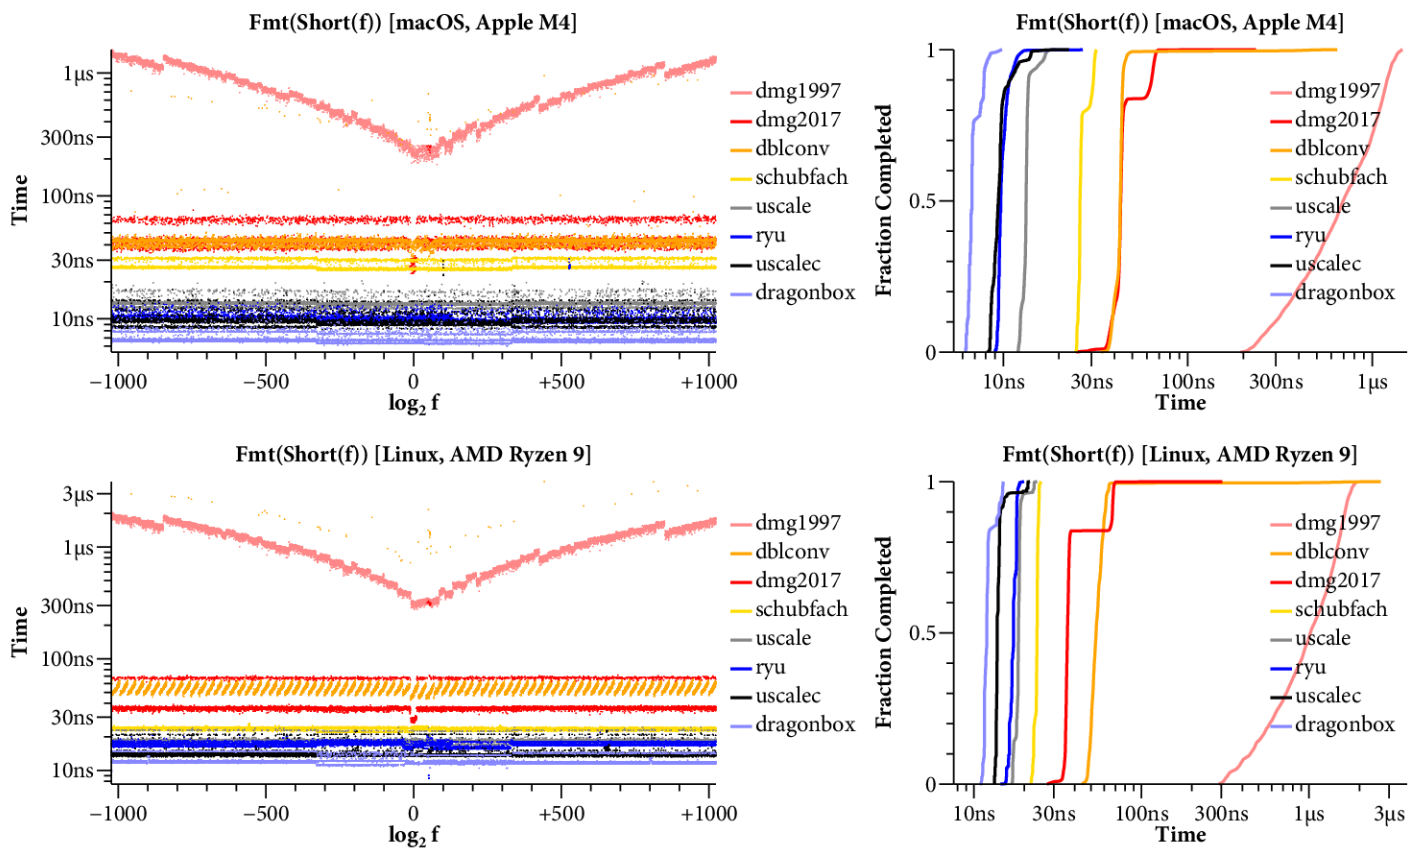 Fmt(Short(f)) [macOS, Apple M4]
1µs
300ns
100ns
30ns
10ns
Time
−1000
−500
0
+500
+1000
log2 f
dmg1997
dmg2017
dblconv
schubfach
uscale
ryu
uscalec
dragonbox
Fmt(Short(f)) [macOS, Apple M4]
1
0.5
0
Fraction Completed
10ns
30ns
100ns
300ns
1µs
Time
dmg1997
dmg2017
dblconv
schubfach
uscale
ryu
uscalec
dragonbox
Fmt(Short(f)) [Linux, AMD Ryzen 9]
3µs
1µs
300ns
100ns
30ns
10ns
Time
−1000
−500
0
+500
+1000
log2 f
dmg1997
dblconv
dmg2017
schubfach
uscale
ryu
uscalec
dragonbox
Fmt(Short(f)) [Linux, AMD Ryzen 9]
1
0.5
0
Fraction Completed
10ns
30ns
100ns
300ns
1µs
3µs
Time
dmg1997
dblconv
dmg2017
schubfach
uscale
ryu
uscalec
dragonbox